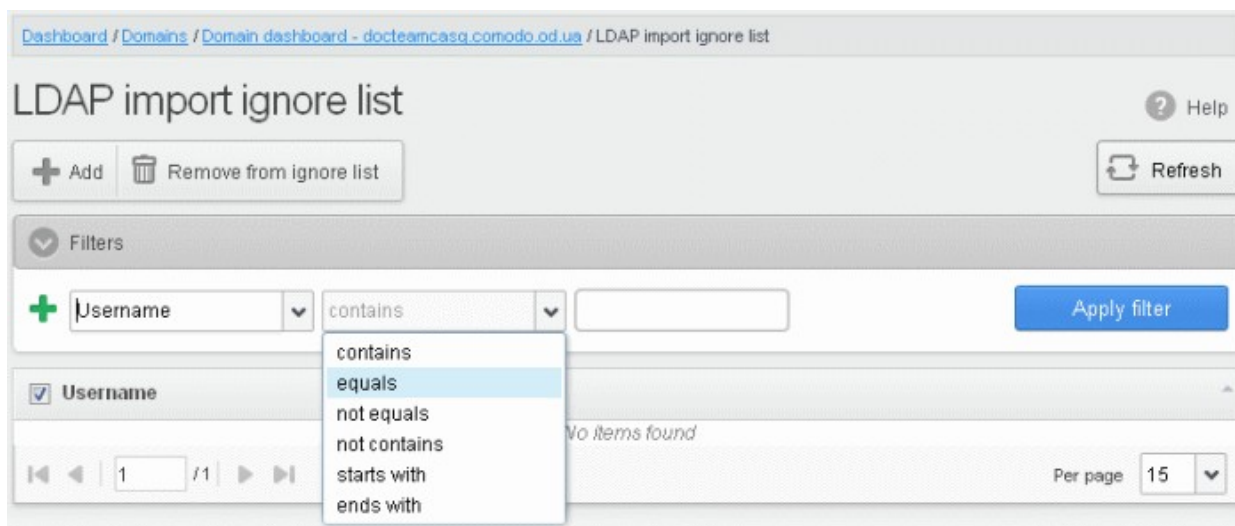 Dashboard / Domains / Domain dashboard - docteamcasg.comodo.od.ua / LDAP import ignore list
LDAP import ignore list
Help
Add Remove from ignore list
Refresh
Filters
Username contains
Apply filter
contains
equals
not equals
not contains
starts with
ends with
Username
No items found
1 /1
Per page 15